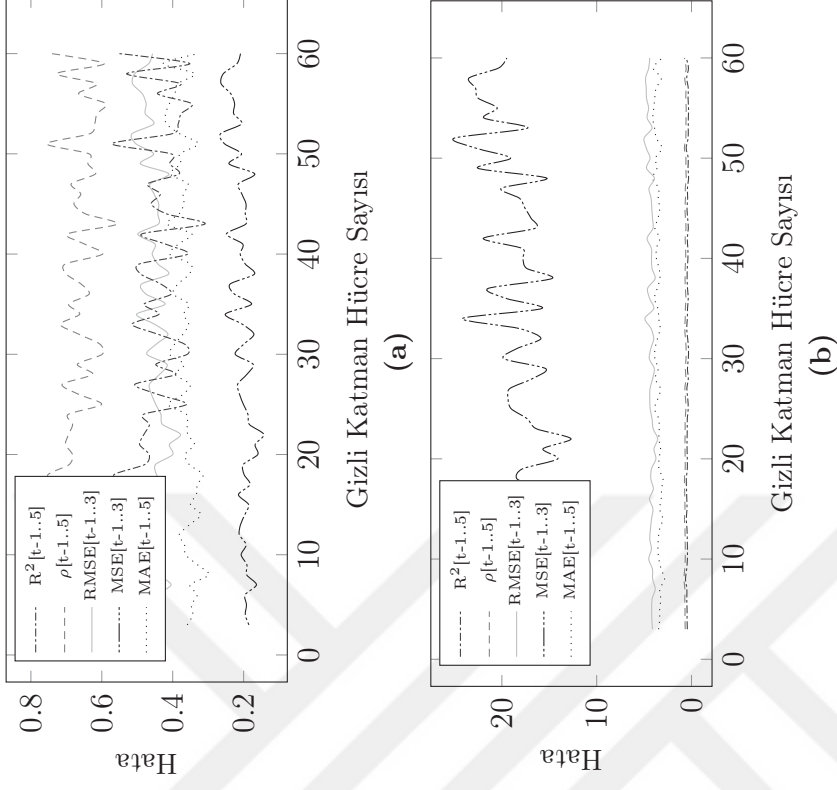 Hata
0.8
0.6
0.4
0.2
R²[t-1..5]
ρ[t-1..5]
RMSE[t-1..3]
MSE[t-1..3]
MAE[t-1..5]
0
10
20
30
40
50
60
Gizli Katman Hücre Sayısı
(a)
Hata
20
10
0
R²[t-1..5]
ρ[t-1..5]
RMSE[t-1..3]
MSE[t-1..3]
MAE[t-1..5]
0
10
20
30
40
50
60
Gizli Katman Hücre Sayısı
(b)